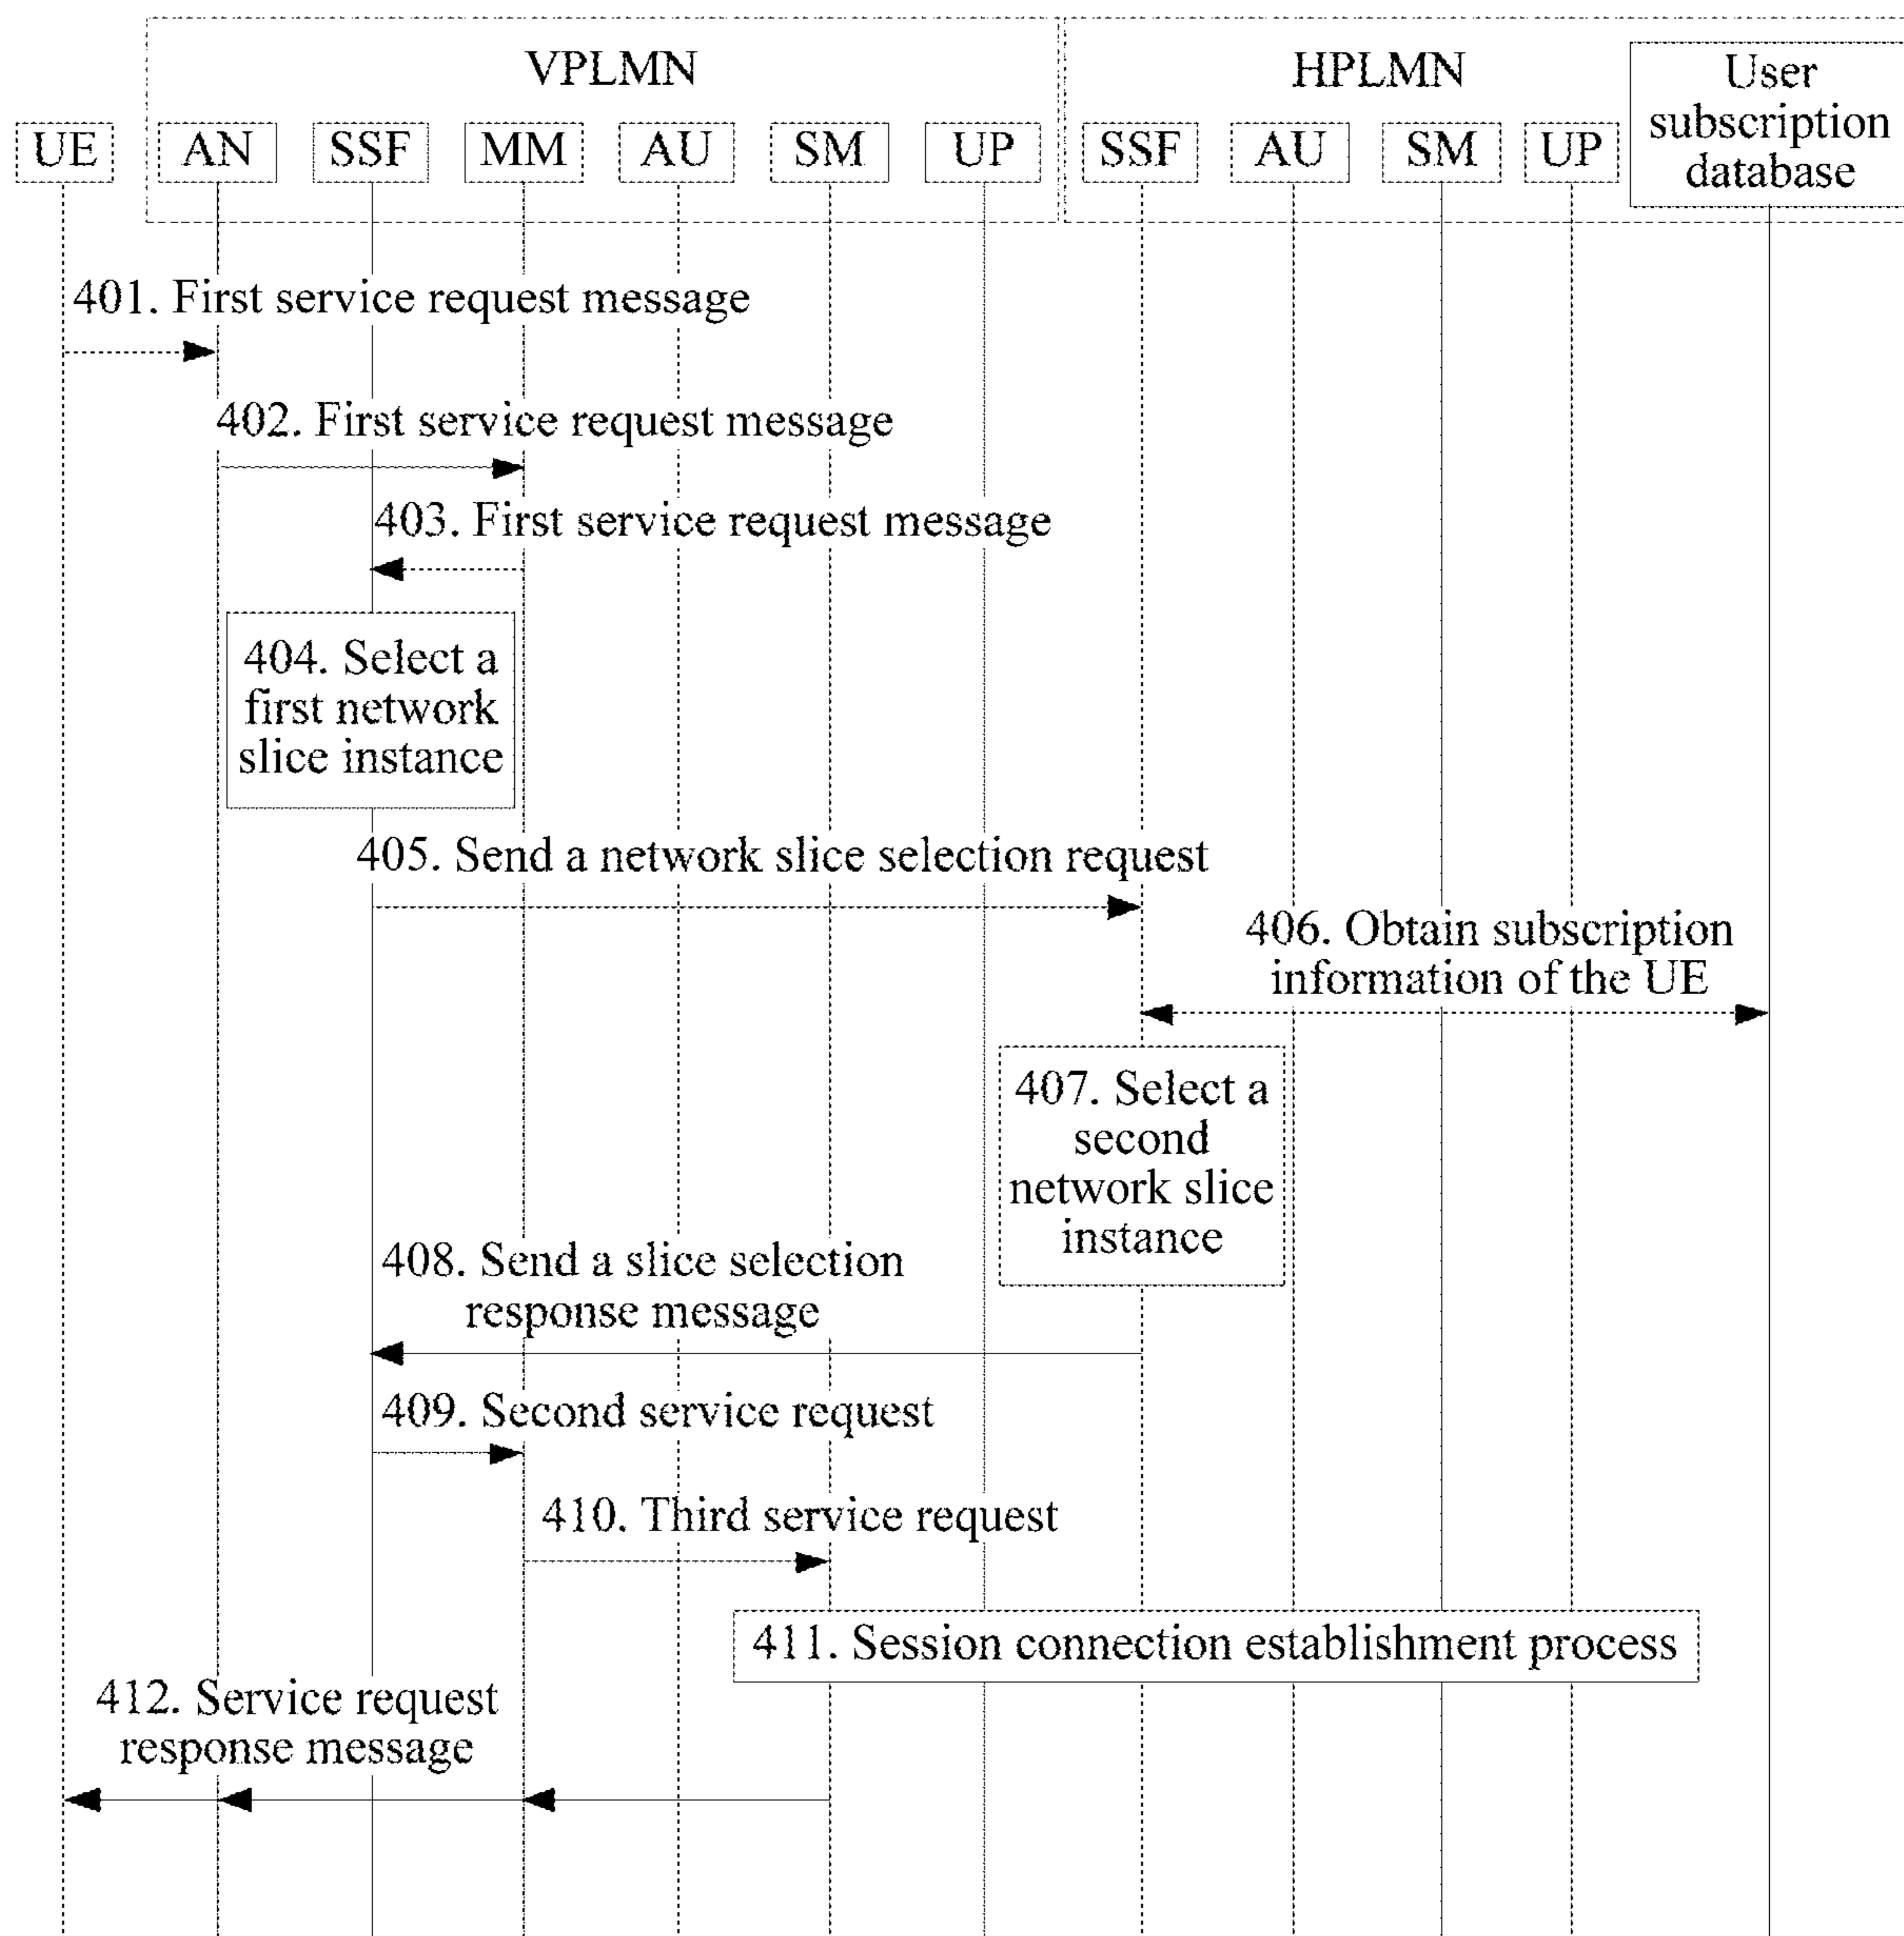 VPLMN
HPLMN
User
subscription
database
UE
AN
SSF
MM
AU
SM
UP
SSF
AU
SM
UP
401. First service request message
402. First service request message
403. First service request message
404. Select a
first network
slice instance
405. Send a network slice selection request
406. Obtain subscription
information of the UE
407. Select a
second
network slice
instance
408. Send a slice selection
response message
409. Second service request
410. Third service request
411. Session connection establishment process
412. Service request
response message